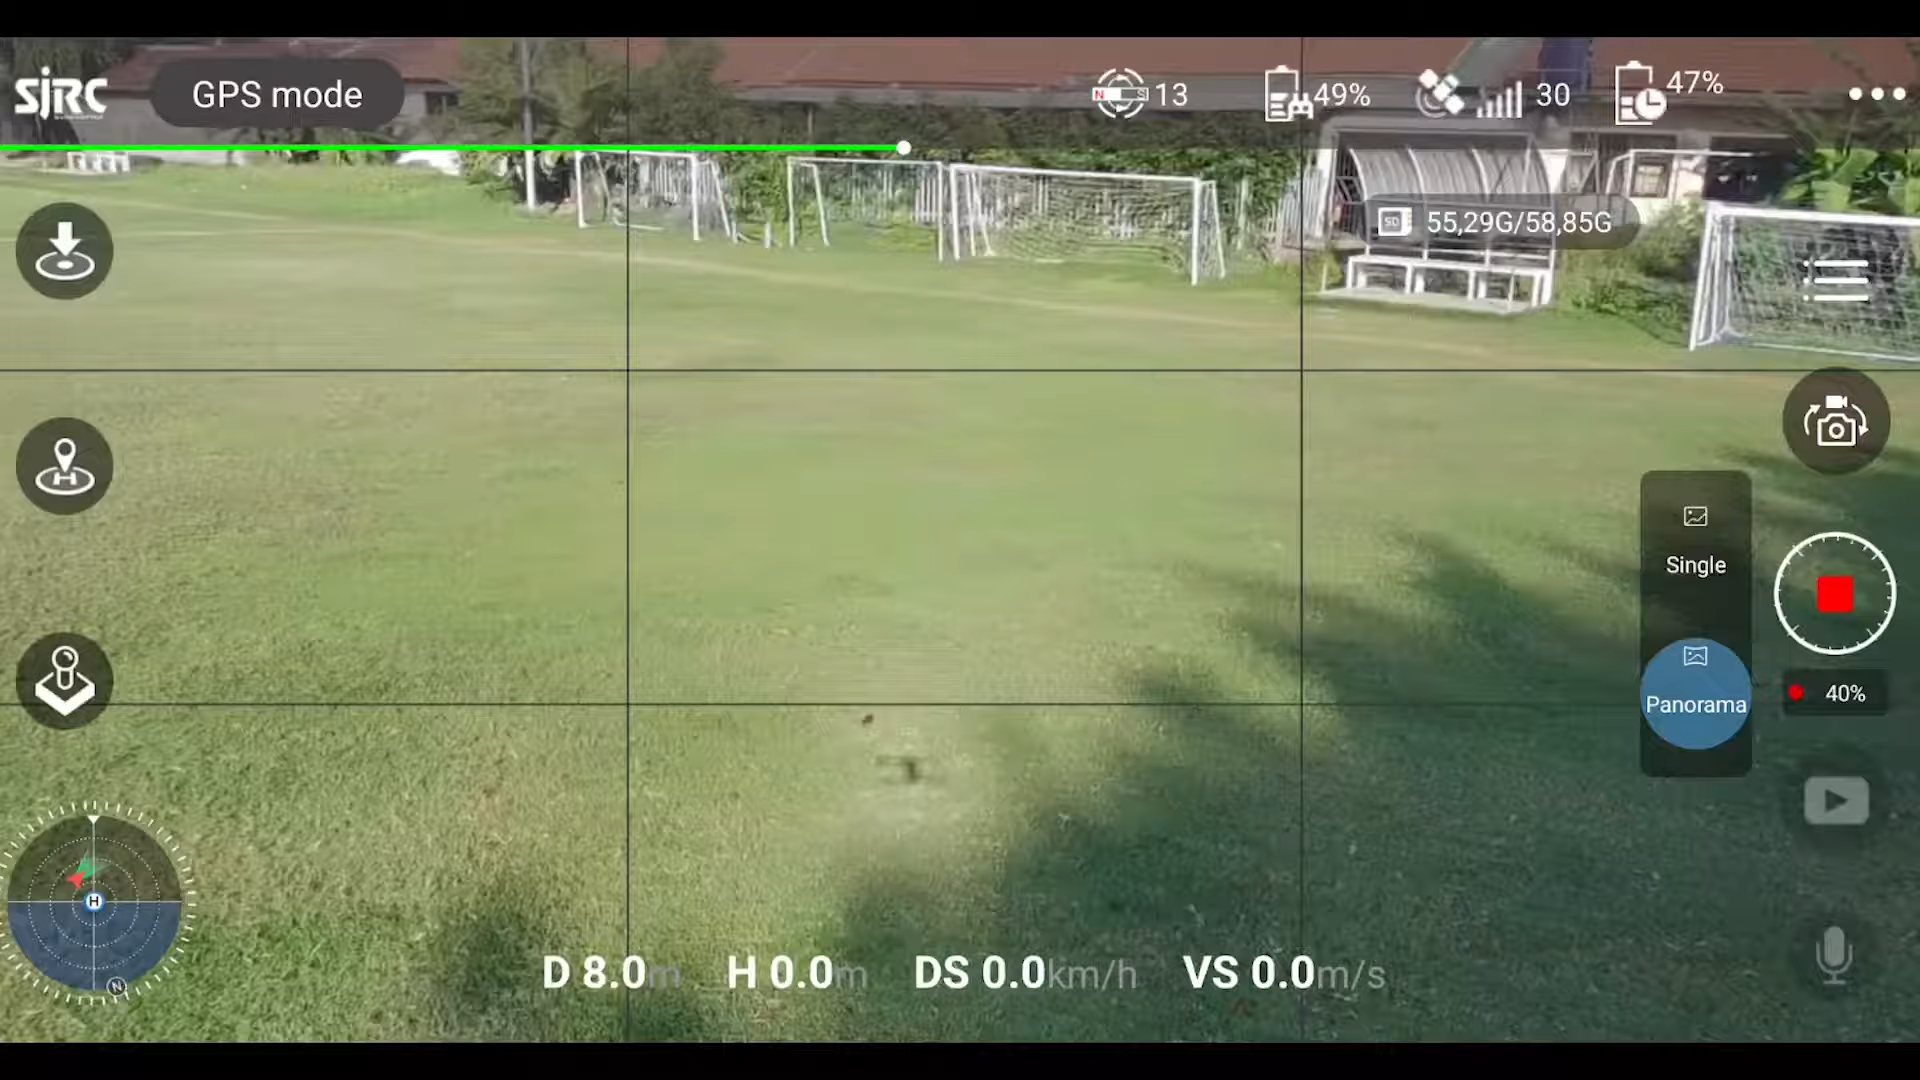 SJRC
GPS mode
N S 13
49%
30
47%
SD 55,29G/58,85G
Single
Panorama
40%
H
N
D 8.0m H 0.0m DS 0.0km/h VS 0.0m/s